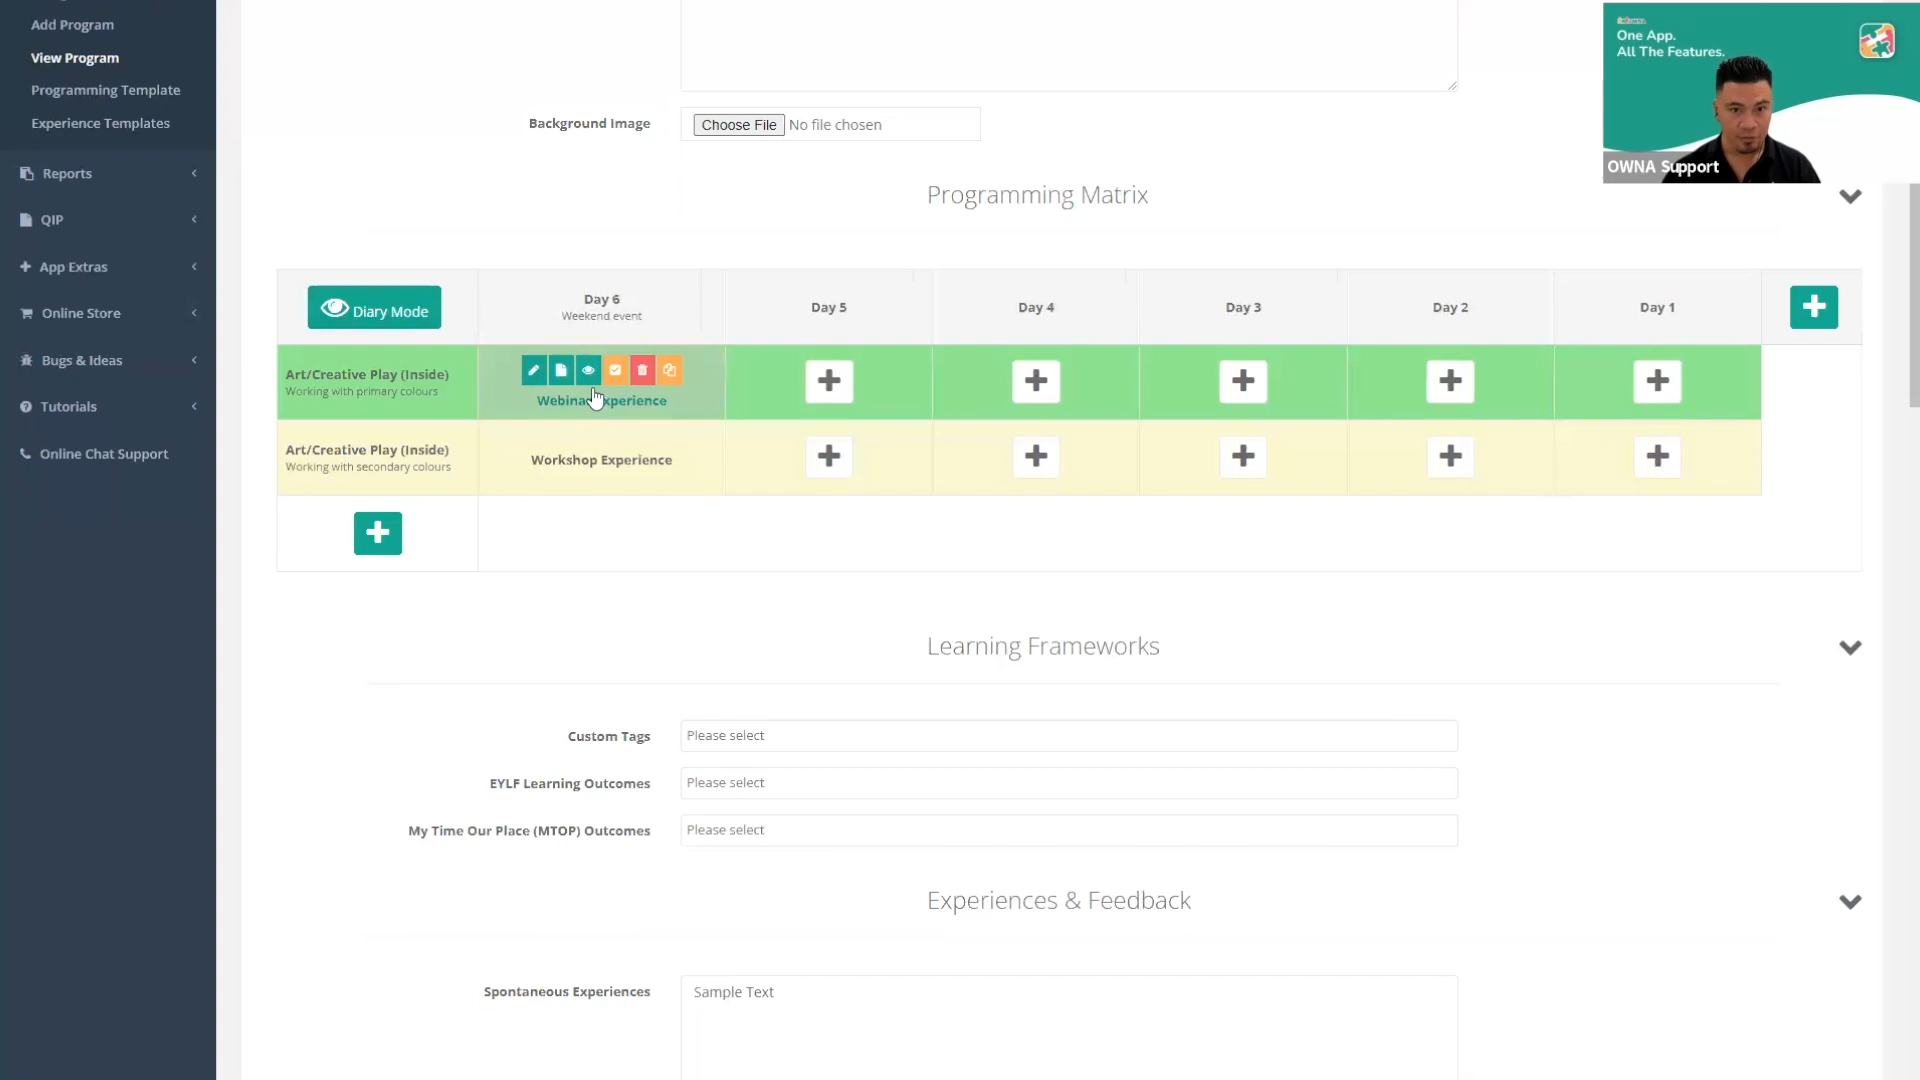 Add Program
View Program
Programming Template
Experience Templates
Reports
QIP
App Extras
Online Store
Bugs & Ideas
Tutorials
Online Chat Support
Background Image
Choose File No file chosen
Programming Matrix
Diary Mode
Day 6
Weekend event
Day 5
Day 4
Day 3
Day 2
Day 1
Art/Creative Play (Inside)
Working with primary colours
Webinar Experience
Art/Creative Play (Inside)
Working with secondary colours
Workshop Experience
Learning Frameworks
Custom Tags
Please select
EYLF Learning Outcomes
Please select
My Time Our Place (MTOP) Outcomes
Please select
Experiences & Feedback
Spontaneous Experiences
Sample Text
OWNA
One App.
All The Features.
OWNA Support